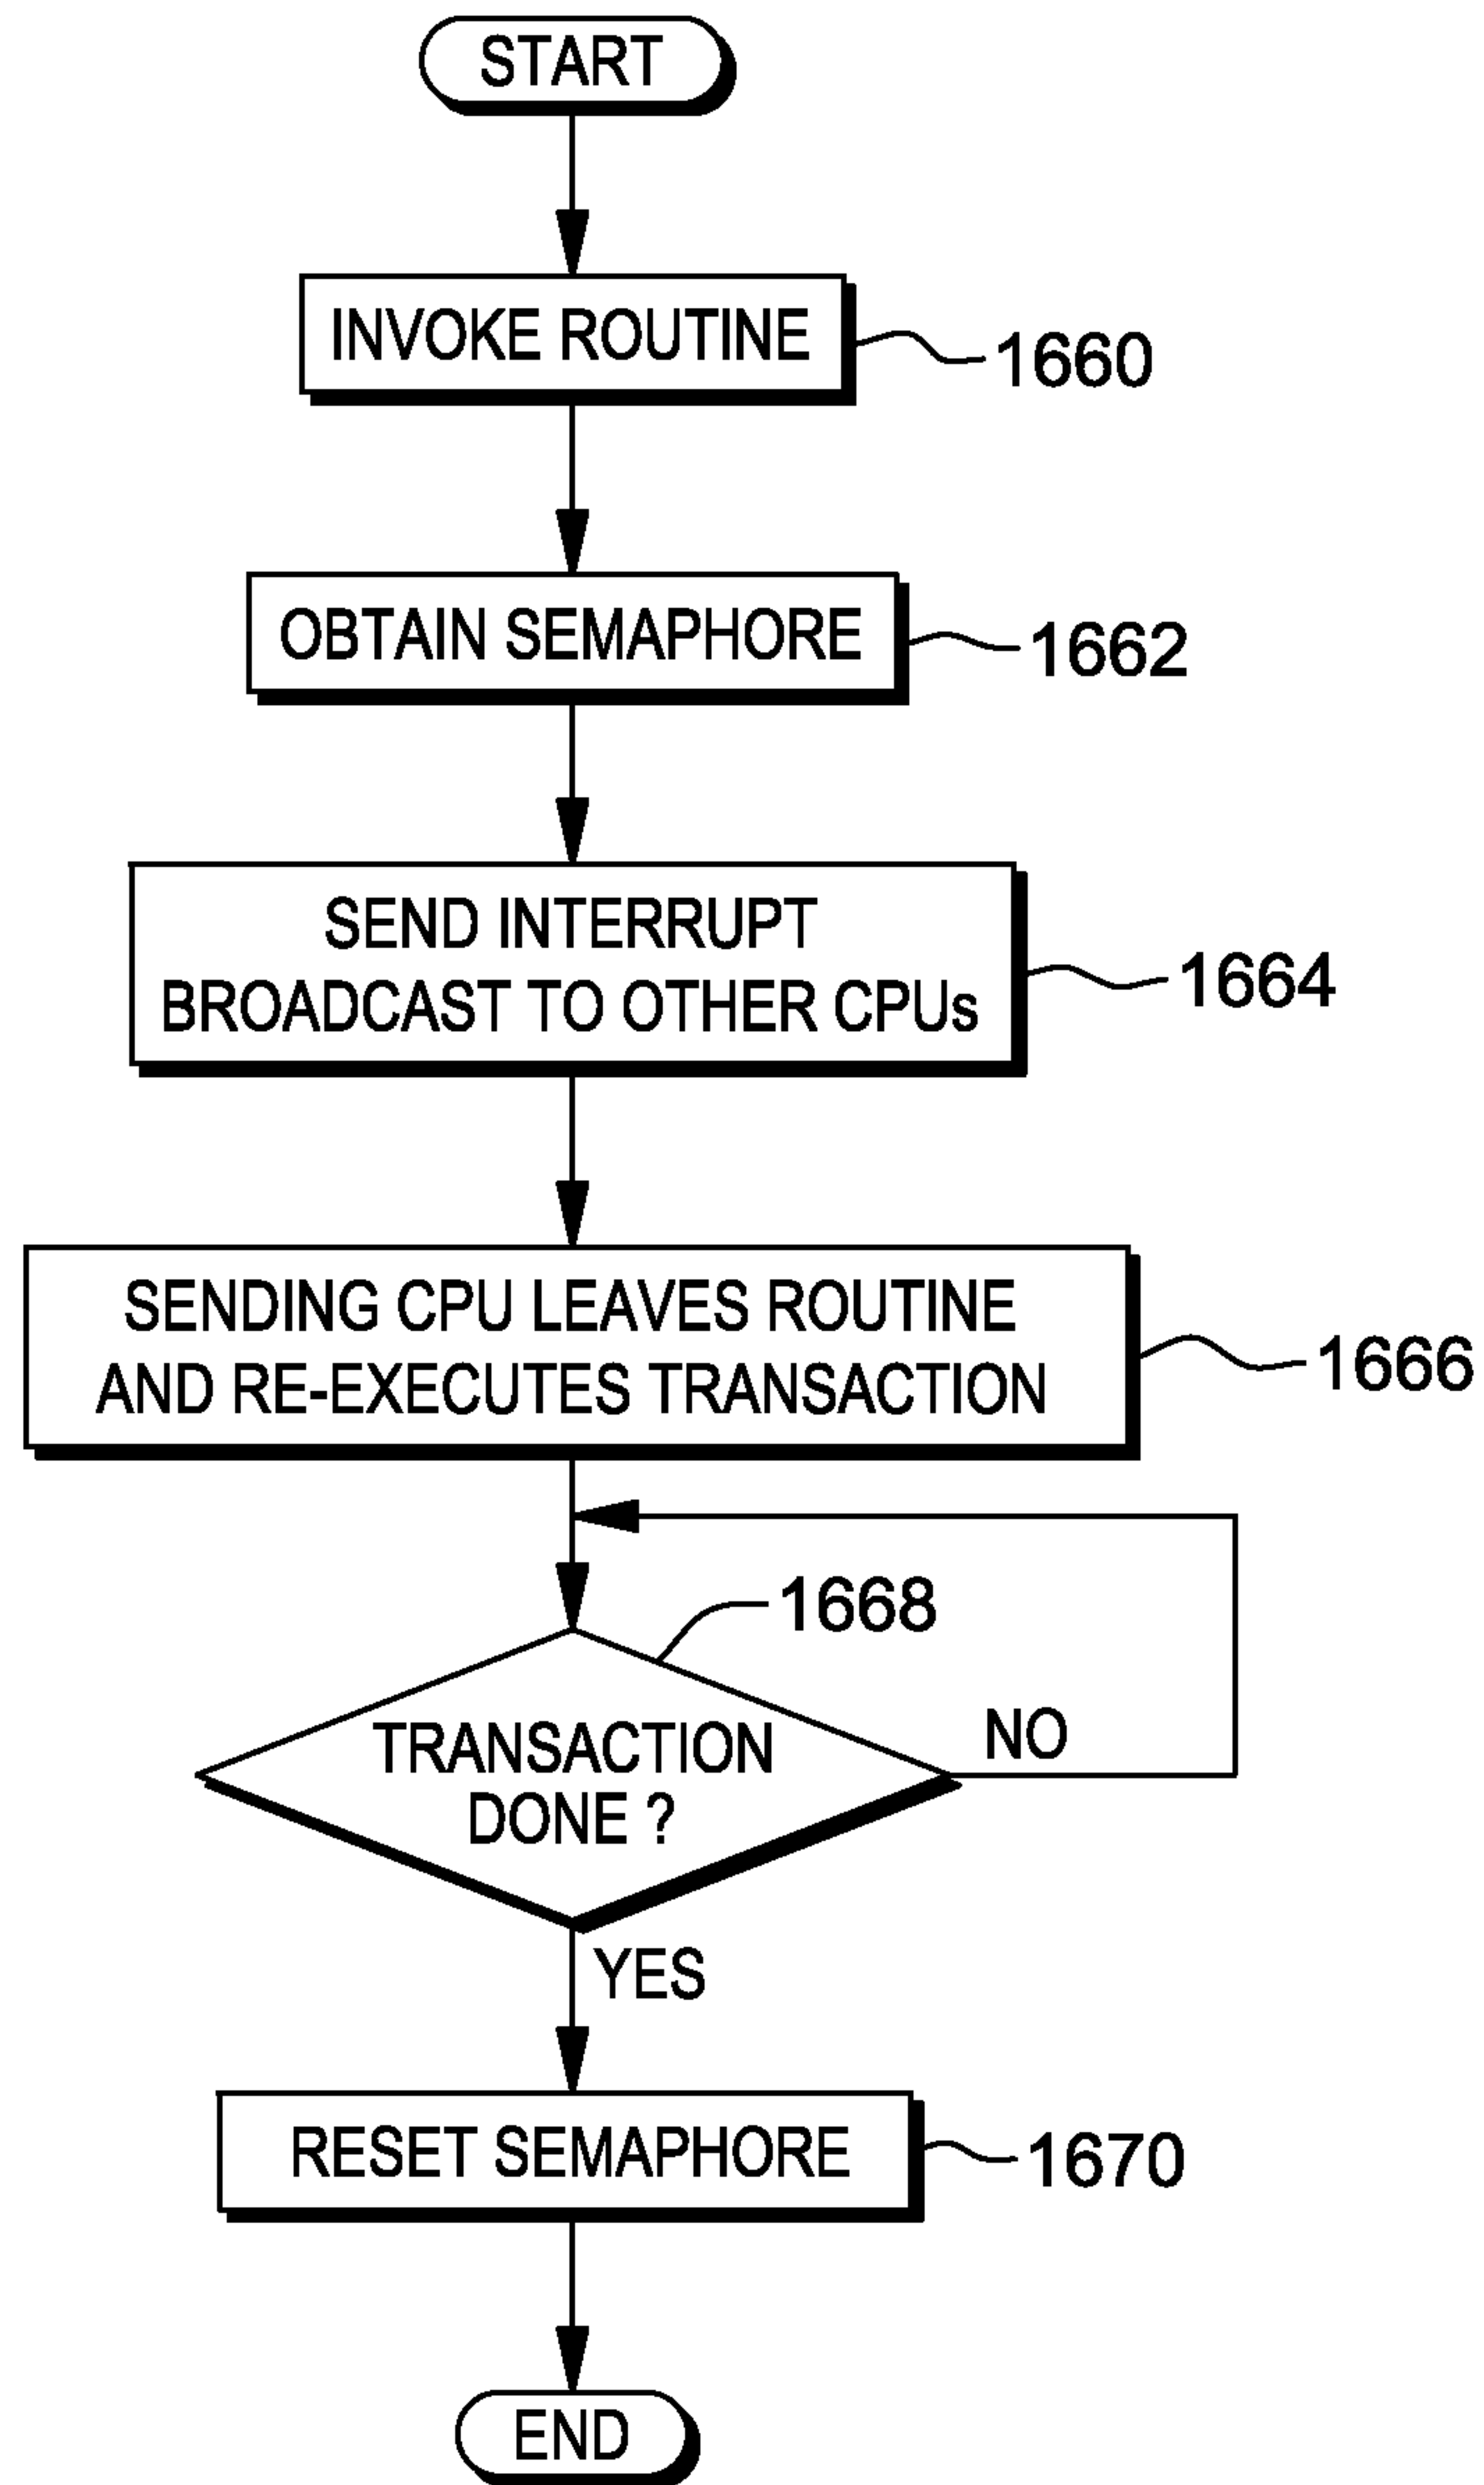 START
INVOKE ROUTINE
1660
OBTAIN SEMAPHORE
1662
SEND INTERRUPT
BROADCAST TO OTHER CPUs
1664
SENDING CPU LEAVES ROUTINE
AND RE-EXECUTES TRANSACTION
1666
1668
TRANSACTION
DONE ?
NO
YES
RESET SEMAPHORE
1670
END